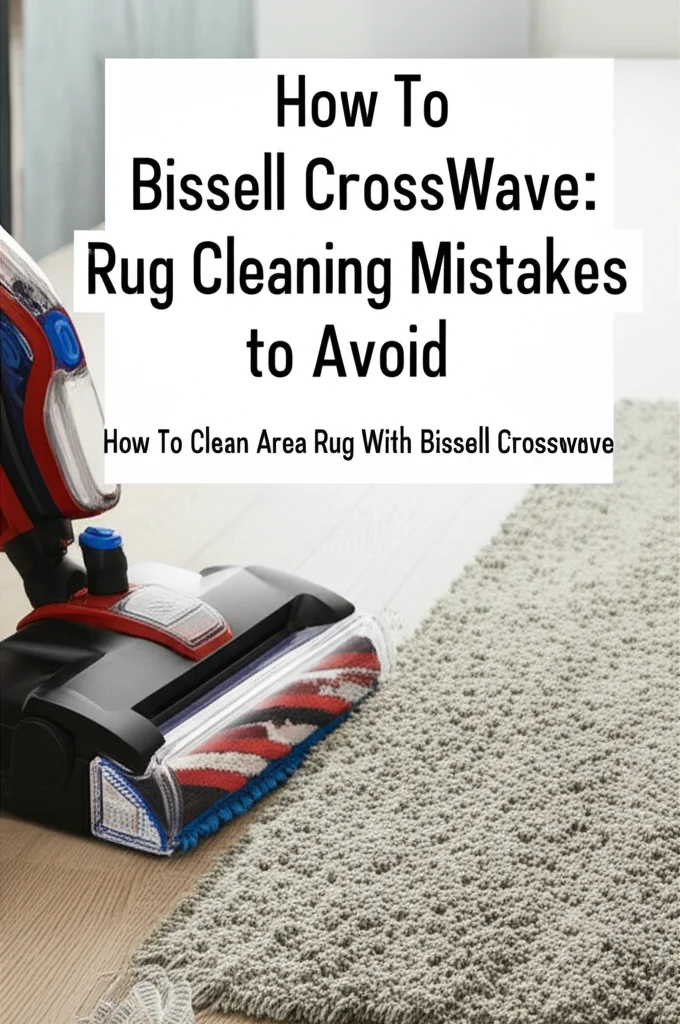 How To
Bissell CrossWave:
Rug Cleaning Mistakes
to Avoid
How To Clean Area Rug With Bissell Crosswave